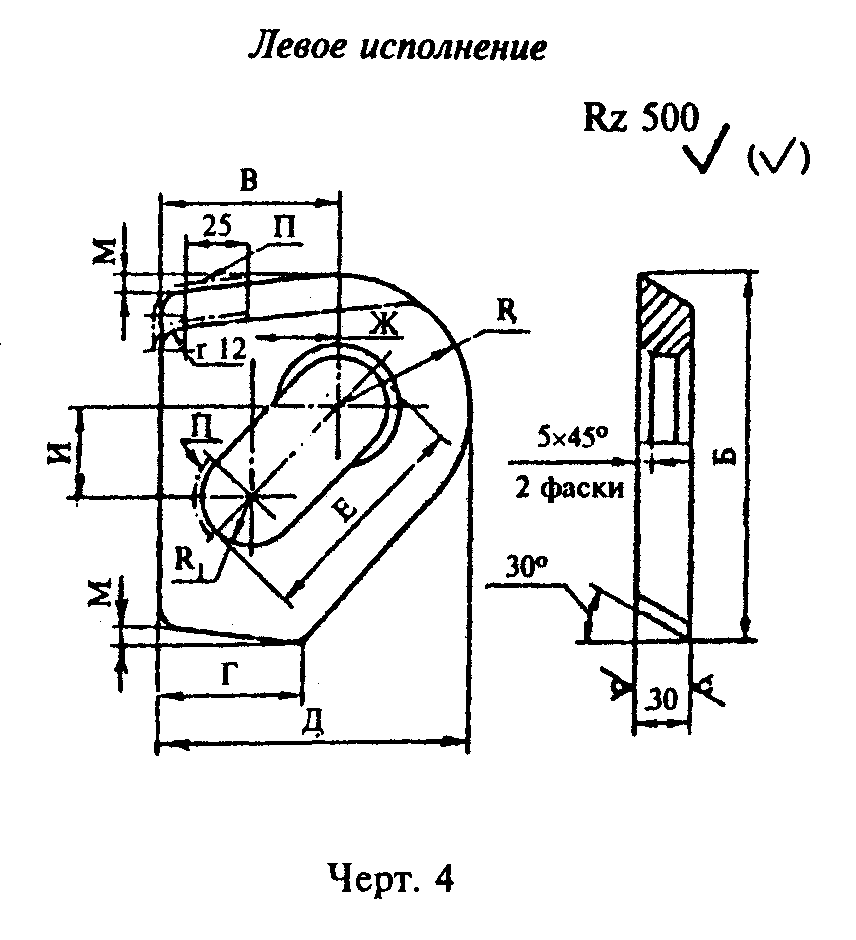 Левое исполнение
Rz 500
(✓)
В
25
П
М
Ж
R
r 12
И
П
5×45°
2 фаски
Б
Е
R1
30°
М
Г
30
Д
Черт. 4